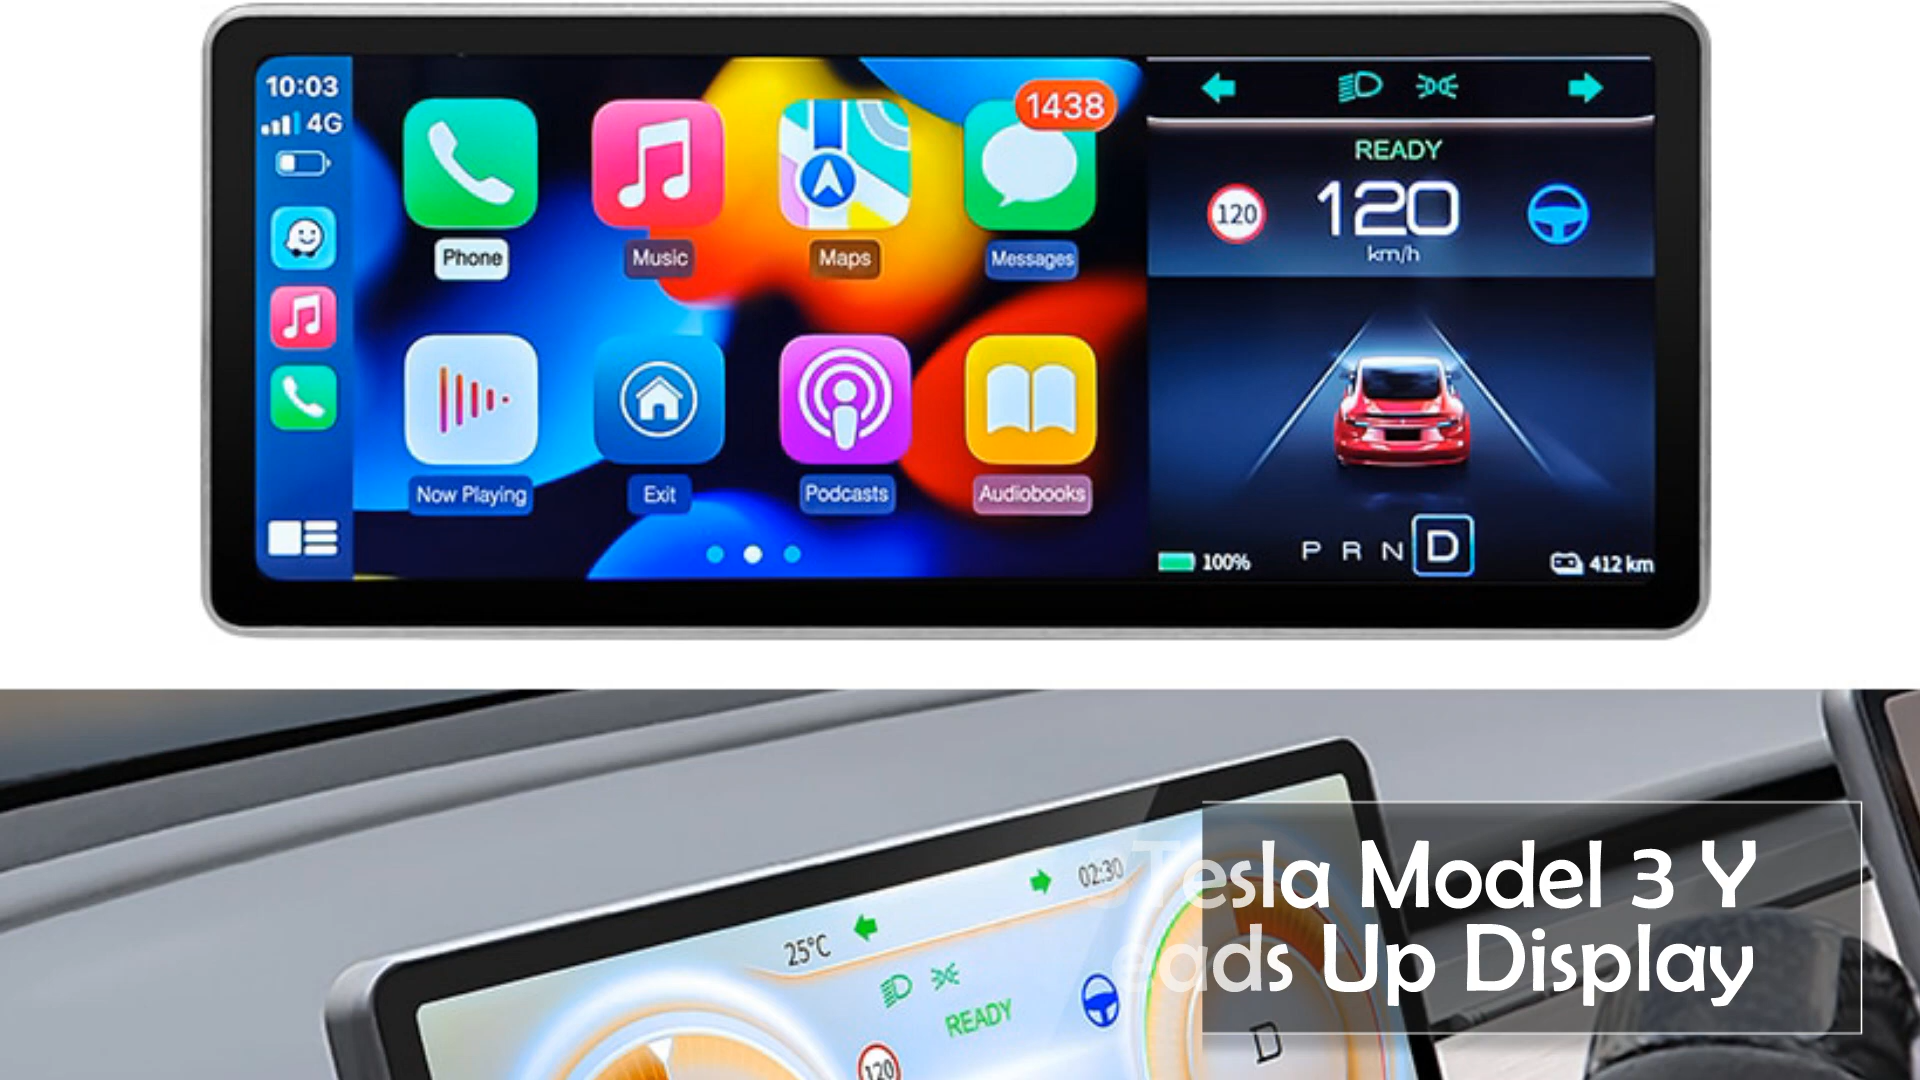 10:03
4G
1438
Phone
Music
Maps
Messages
Now Playing
Exit
Podcasts
Audiobooks
READY
120
120
km/h
P R N D
100%
412 km
02:30
25°C
READY
120
D
Tesla Model 3 Y
eads Up Display